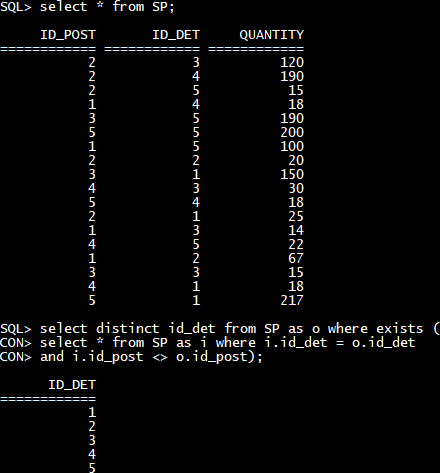 SQL> select * from SP;
ID_POST ID_DET QUANTITY
============ ============ ============
2 3 120
2 4 190
2 5 15
1 4 18
3 5 190
5 5 200
1 5 100
2 2 20
3 1 150
4 3 30
5 4 18
2 1 25
1 3 14
4 5 22
1 2 67
3 3 15
4 1 18
5 1 217
SQL> select distinct id_det from SP as o where exists (
CON> select * from SP as i where i.id_det = o.id_det
CON> and i.id_post <> o.id_post);
ID_DET
============
1
2
3
4
5